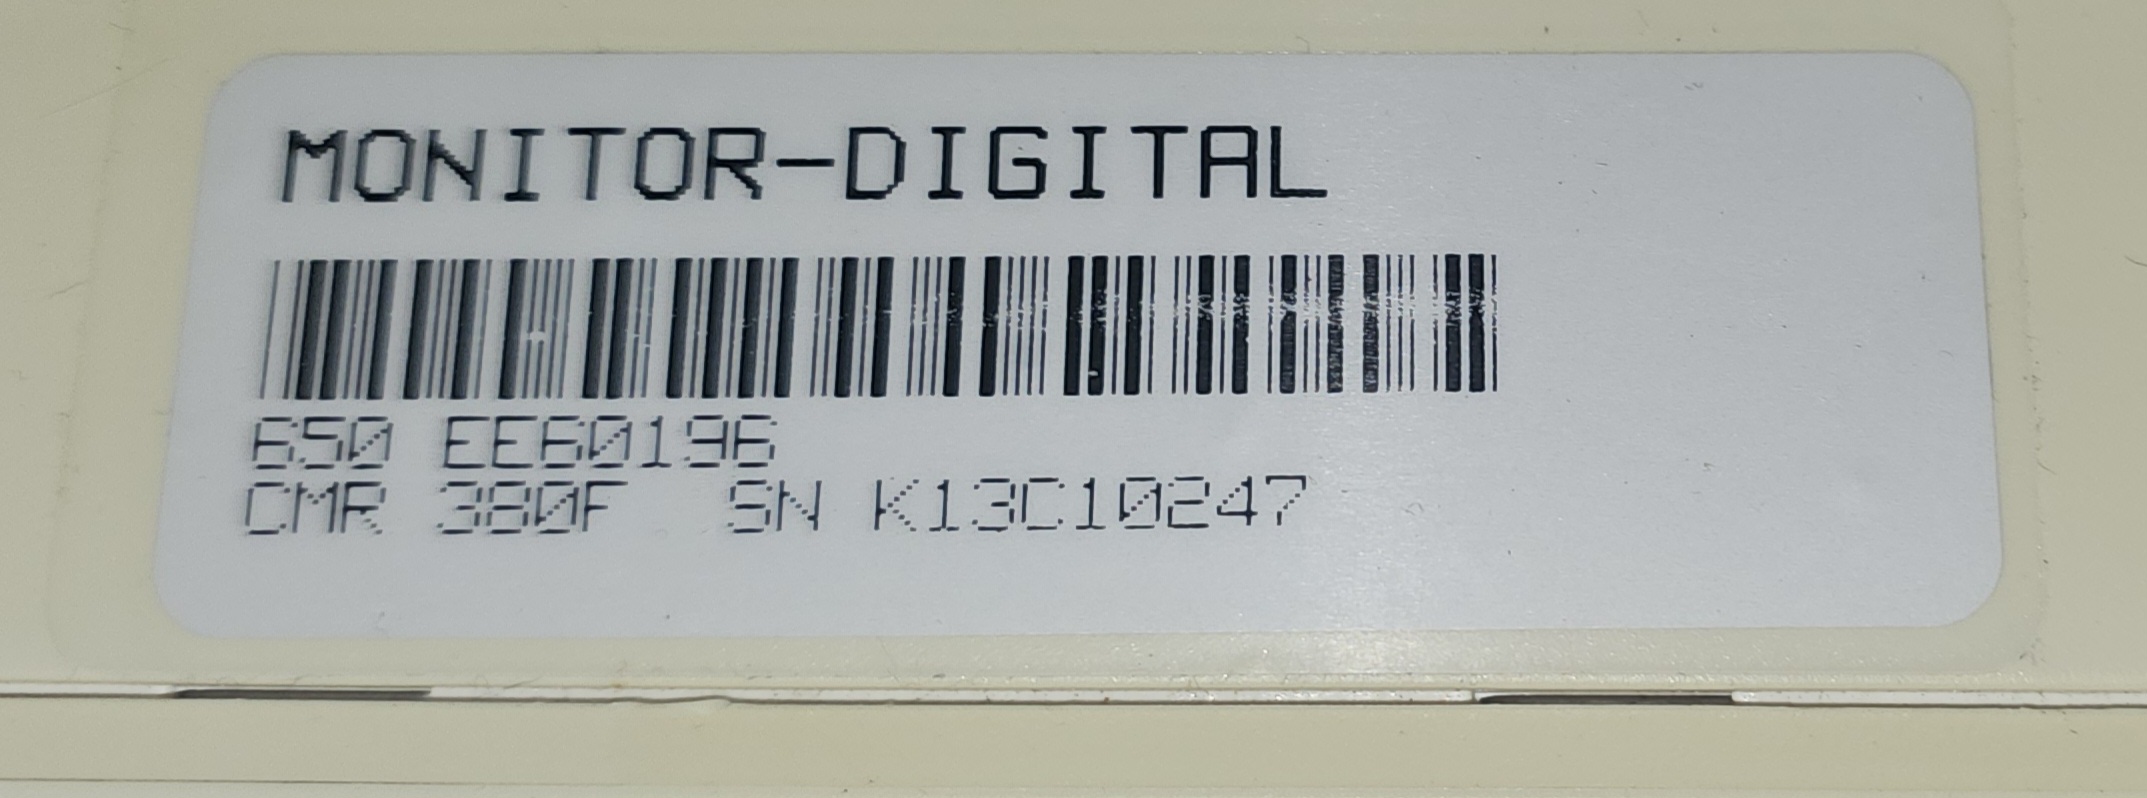 MONITOR-DIGITAL
650 EE60196
CMR 380F SN K13C10247